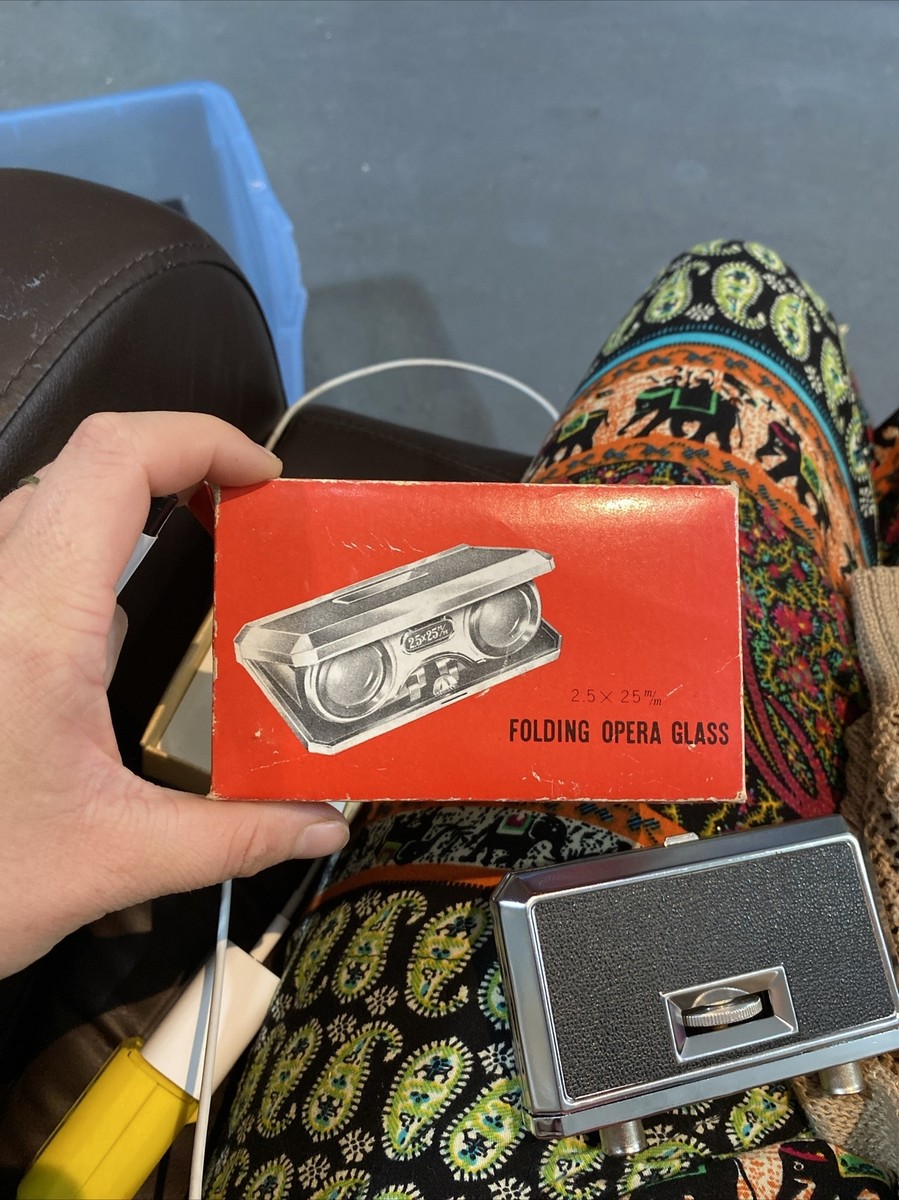 2.5×25m/m
2.5 × 25 m/m
FOLDING OPERA GLASS